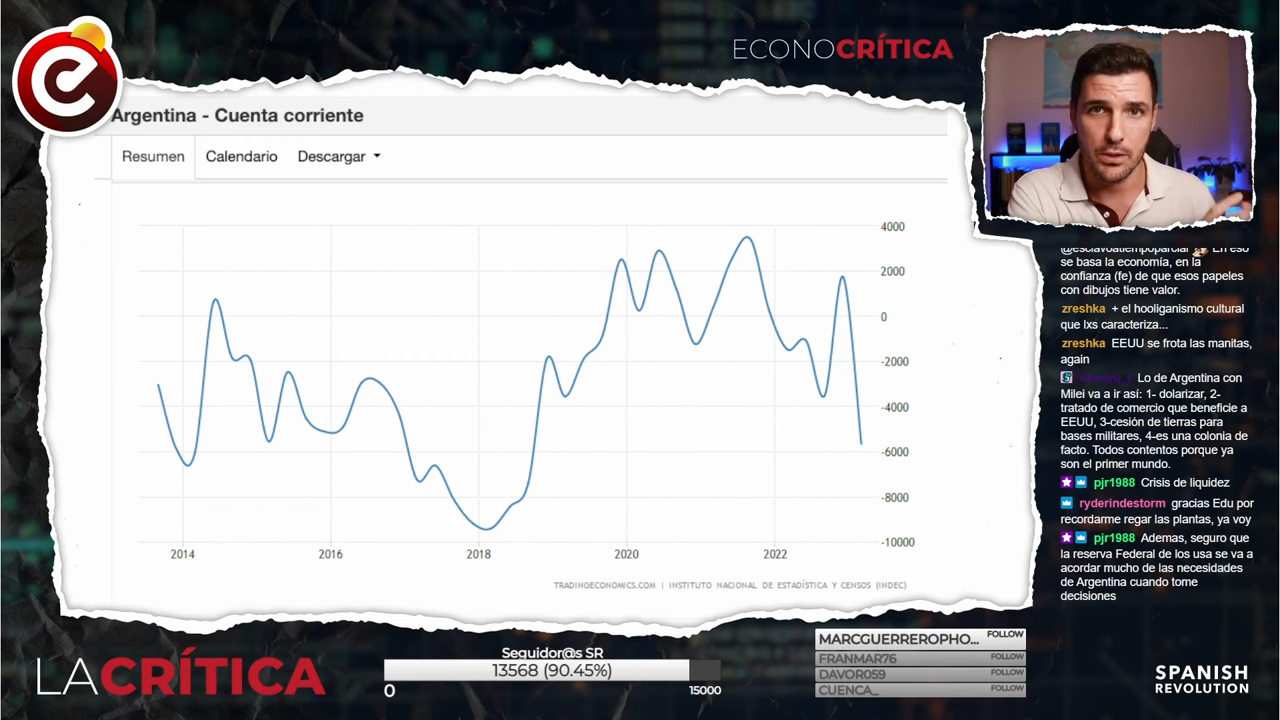 ECONOCRÍTICA
Argentina - Cuenta corriente
Resumen Calendario Descargar
4000
2000
0
-2000
-4000
-6000
-8000
-10000
2014 2016 2018 2020 2022
TRADINGECONOMICS.COM | INSTITUTO NACIONAL DE ESTADÍSTICA Y CENSOS (INDEC)
@esclavoatiempoparcial En eso
se basa la economía, en la
confianza (fe) de que esos papeles
con dibujos tiene valor.
zreshka + el hooliganismo cultural
que lxs caracteriza...
zreshka EEUU se frota las manitas,
again
Lo de Argentina con
Milei va a ir así: 1- dolarizar, 2-
tratado de comercio que beneficie a
EEUU, 3-cesión de tierras para
bases militares, 4-es una colonia de
facto. Todos contentos porque ya
son el primer mundo.
pjr1988 Crisis de liquidez
ryderindestorm gracias Edu por
recordarme regar las plantas, ya voy
pjr1988 Ademas, seguro que
la reserva Federal de los usa se va a
acordar mucho de las necesidades
de Argentina cuando tome
decisiones
LACRÍTICA
Seguidor@s SR
13568 (90.45%)
0 15000
MARCGUERREROPHO... FOLLOW
FRANMAR76 FOLLOW
DAVOR059 FOLLOW
CUENCA_ FOLLOW
SPANISH
REVOLUTION